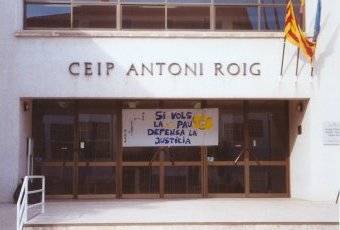 CEIP ANTONI ROIG
SI VOLS
LA PAU
DEFENSA LA
JUSTÍCIA